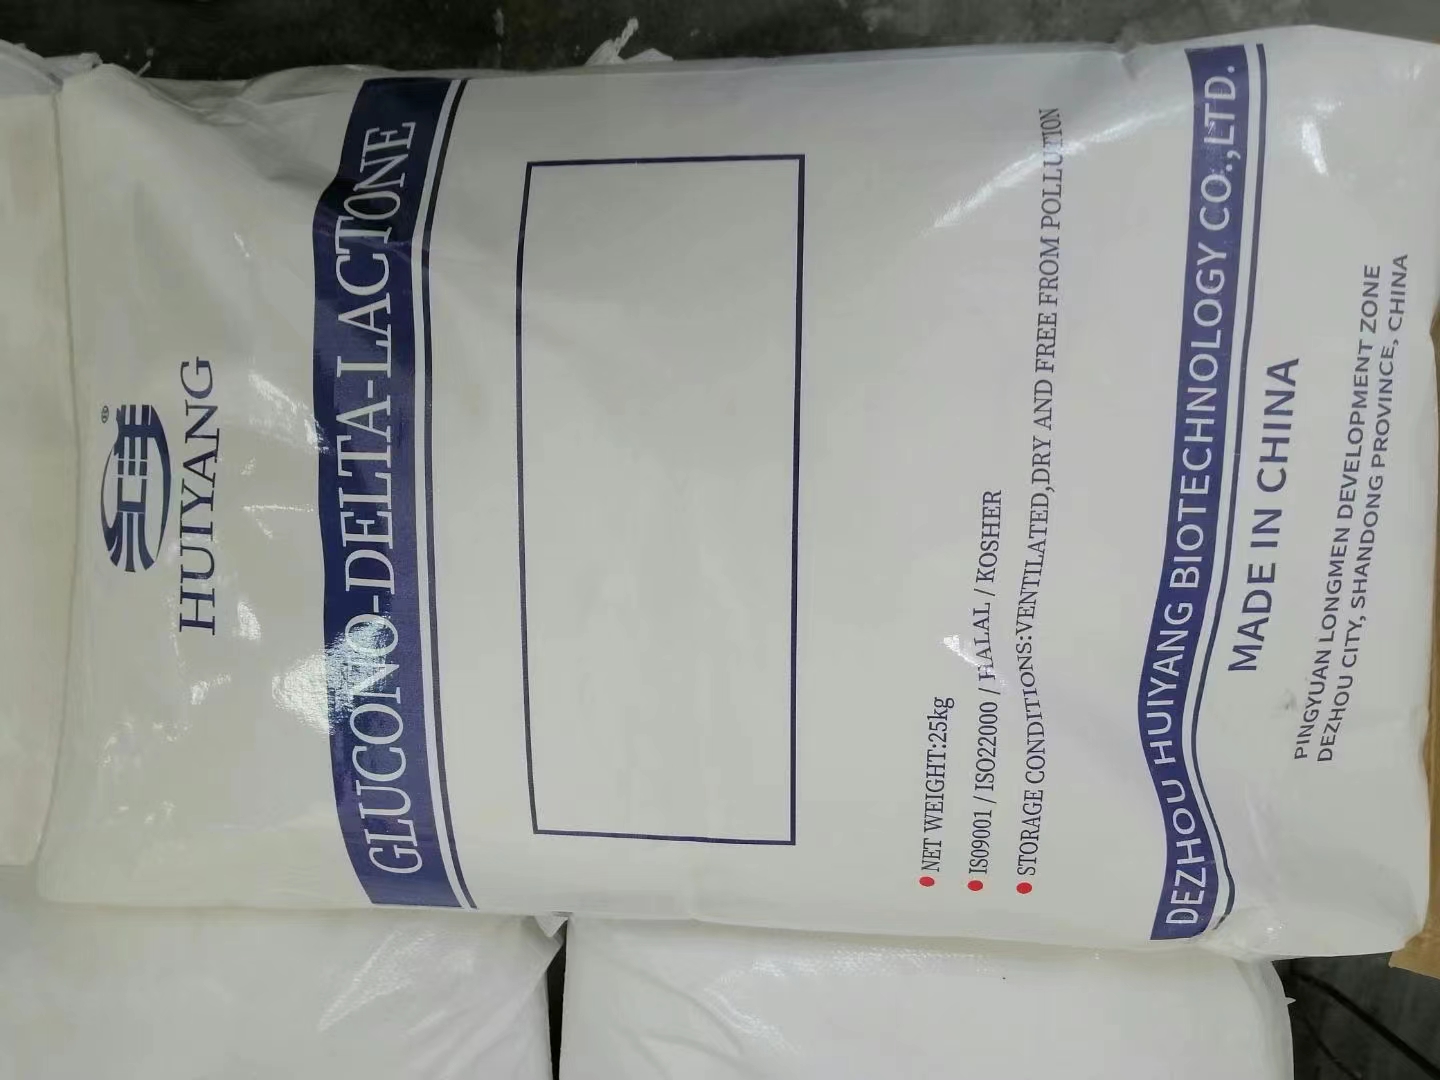 ®
HUIYANG
GLUCONO-DELTA-LACTONE
NET WEIGHT:25kg
ISO9001 / ISO22000 / HALAL / KOSHER
STORAGE CONDITIONS:VENTILATED,DRY AND FREE FROM POLLUTION
DEZHOU HUIYANG BIOTECHNOLOGY CO.,LTD.
MADE IN CHINA
PINGYUAN LONGMEN DEVELOPMENT ZONE
DEZHOU CITY, SHANDONG PROVINCE, CHINA